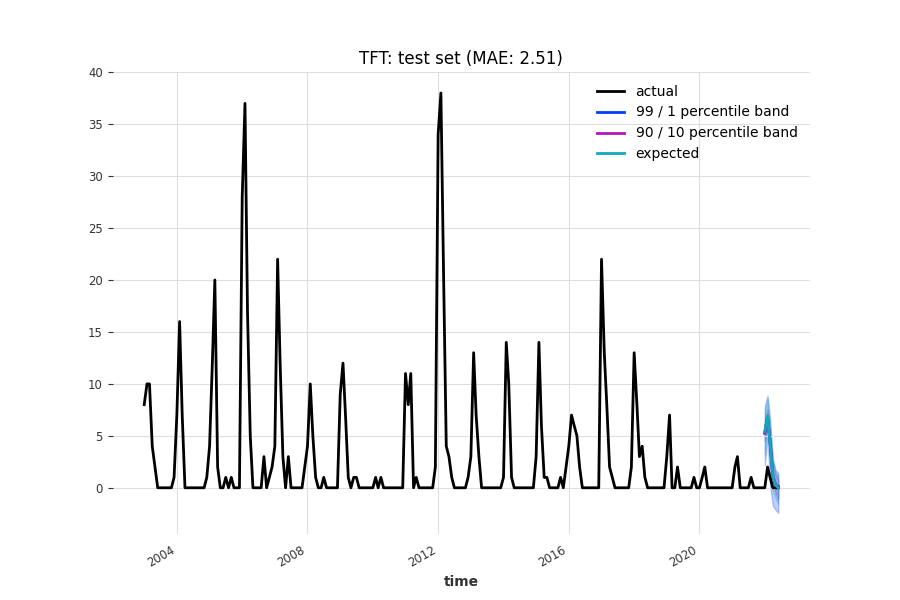 TFT: test set (MAE: 2.51)
40
35
30
25
20
15
10
5
0
actual
99 / 1 percentile band
90 / 10 percentile band
expected
2004
2008
2012
2016
2020
time